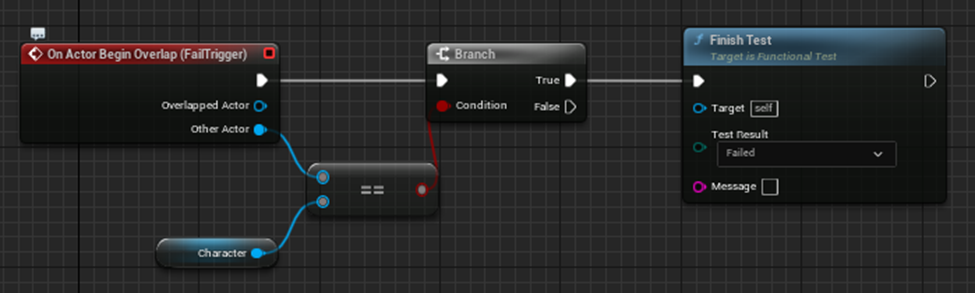 On Actor Begin Overlap (FailTrigger)
Overlapped Actor
Other Actor
Branch
True
Condition
False
==
Character
f Finish Test
Target is Functional Test
Target self
Test Result
Failed
Message